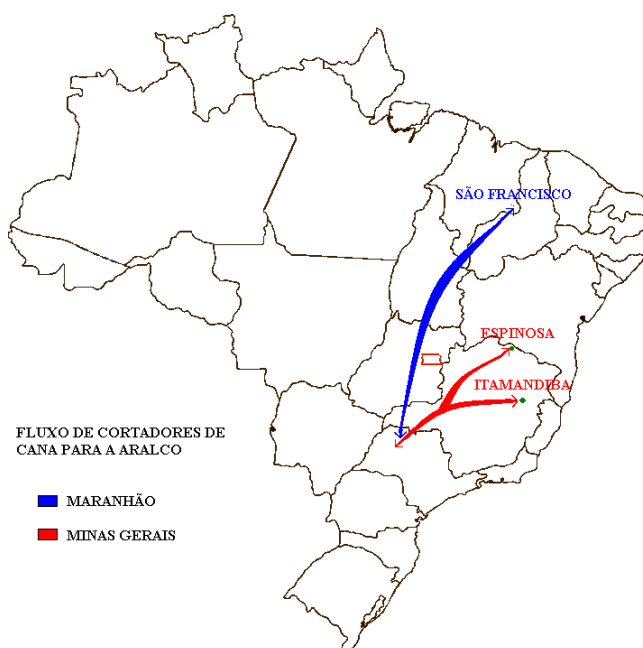 SÃO FRANCISCO
ESPINOSA
ITAMANDIBA
FLUXO DE CORTADORES DE
CANA PARA A ARALCO
MARANHÃO
MINAS GERAIS